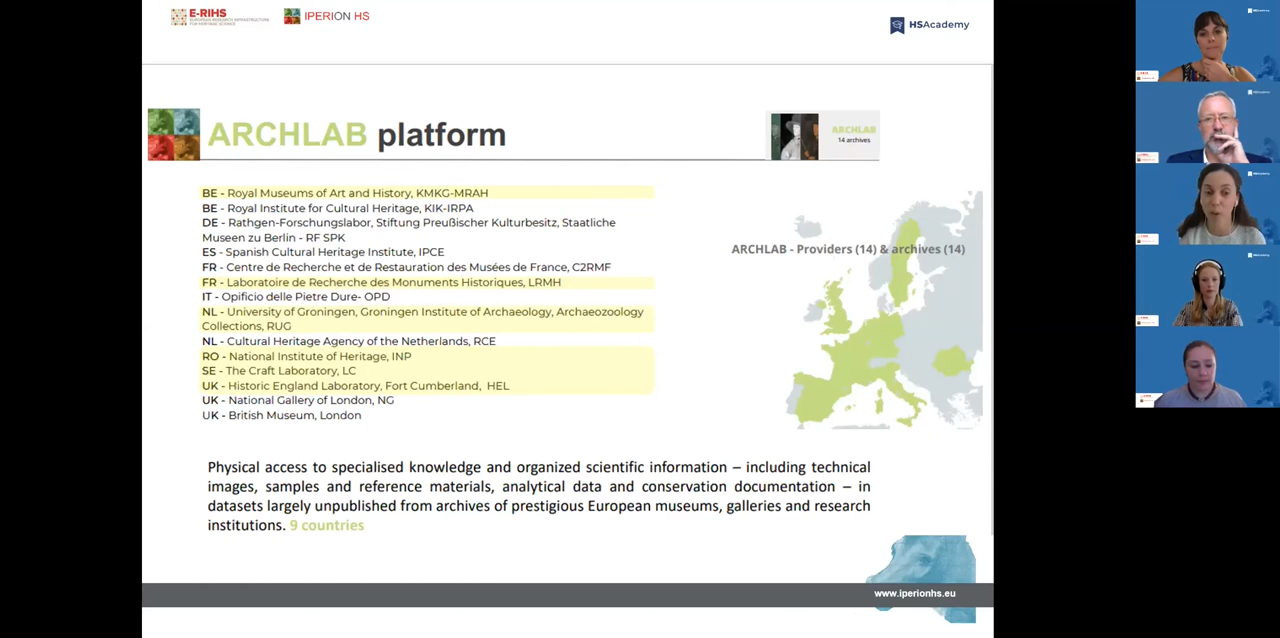 E-RIHS
EUROPEAN RESEARCH INFRASTRUCTURE
FOR HERITAGE SCIENCE
IPERION HS
HSAcademy
ARCHLAB platform
ARCHLAB
14 archives
BE - Royal Museums of Art and History, KMKG-MRAH
BE - Royal Institute for Cultural Heritage, KIK-IRPA
DE - Rathgen-Forschungslabor, Stiftung Preußischer Kulturbesitz, Staatliche
Museen zu Berlin - RF SPK
ES - Spanish Cultural Heritage Institute, IPCE
FR - Centre de Recherche et de Restauration des Musées de France, C2RMF
FR - Laboratoire de Recherche des Monuments Historiques, LRMH
IT - Opificio delle Pietre Dure- OPD
NL - University of Groningen, Groningen Institute of Archaeology, Archaeozoology
Collections, RUG
NL - Cultural Heritage Agency of the Netherlands, RCE
RO - National Institute of Heritage, INP
SE - The Craft Laboratory, LC
UK - Historic England Laboratory, Fort Cumberland, HEL
UK - National Gallery of London, NG
UK - British Museum, London
ARCHLAB - Providers (14) & archives (14)
Physical access to specialised knowledge and organized scientific information – including technical
images, samples and reference materials, analytical data and conservation documentation – in
datasets largely unpublished from archives of prestigious European museums, galleries and research
institutions. 9 countries
www.iperionhs.eu